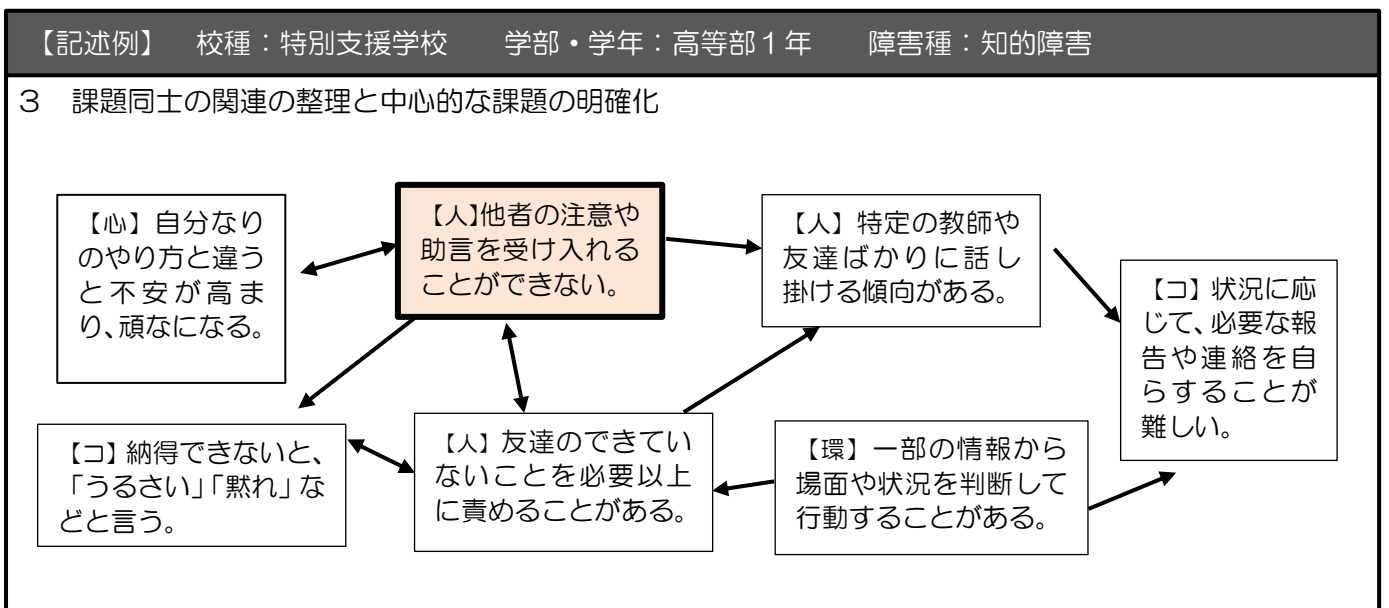 【記述例】　校種：特別支援学校　　学部・学年：高等部１年　　障害種：知的障害
３　課題同士の関連の整理と中心的な課題の明確化
【心】自分なり
のやり方と違う
と不安が高ま
り、頑なになる。
【人】他者の注意や
助言を受け入れる
ことができない。
【人】特定の教師や
友達ばかりに話し
掛ける傾向がある。
【コ】状況に応
じて、必要な報
告や連絡を自
らすることが
難しい。
【コ】納得できないと、
「うるさい」「黙れ」な
どと言う。
【人】友達のできてい
ないことを必要以上
に責めることがある。
【環】一部の情報から
場面や状況を判断して
行動することがある。